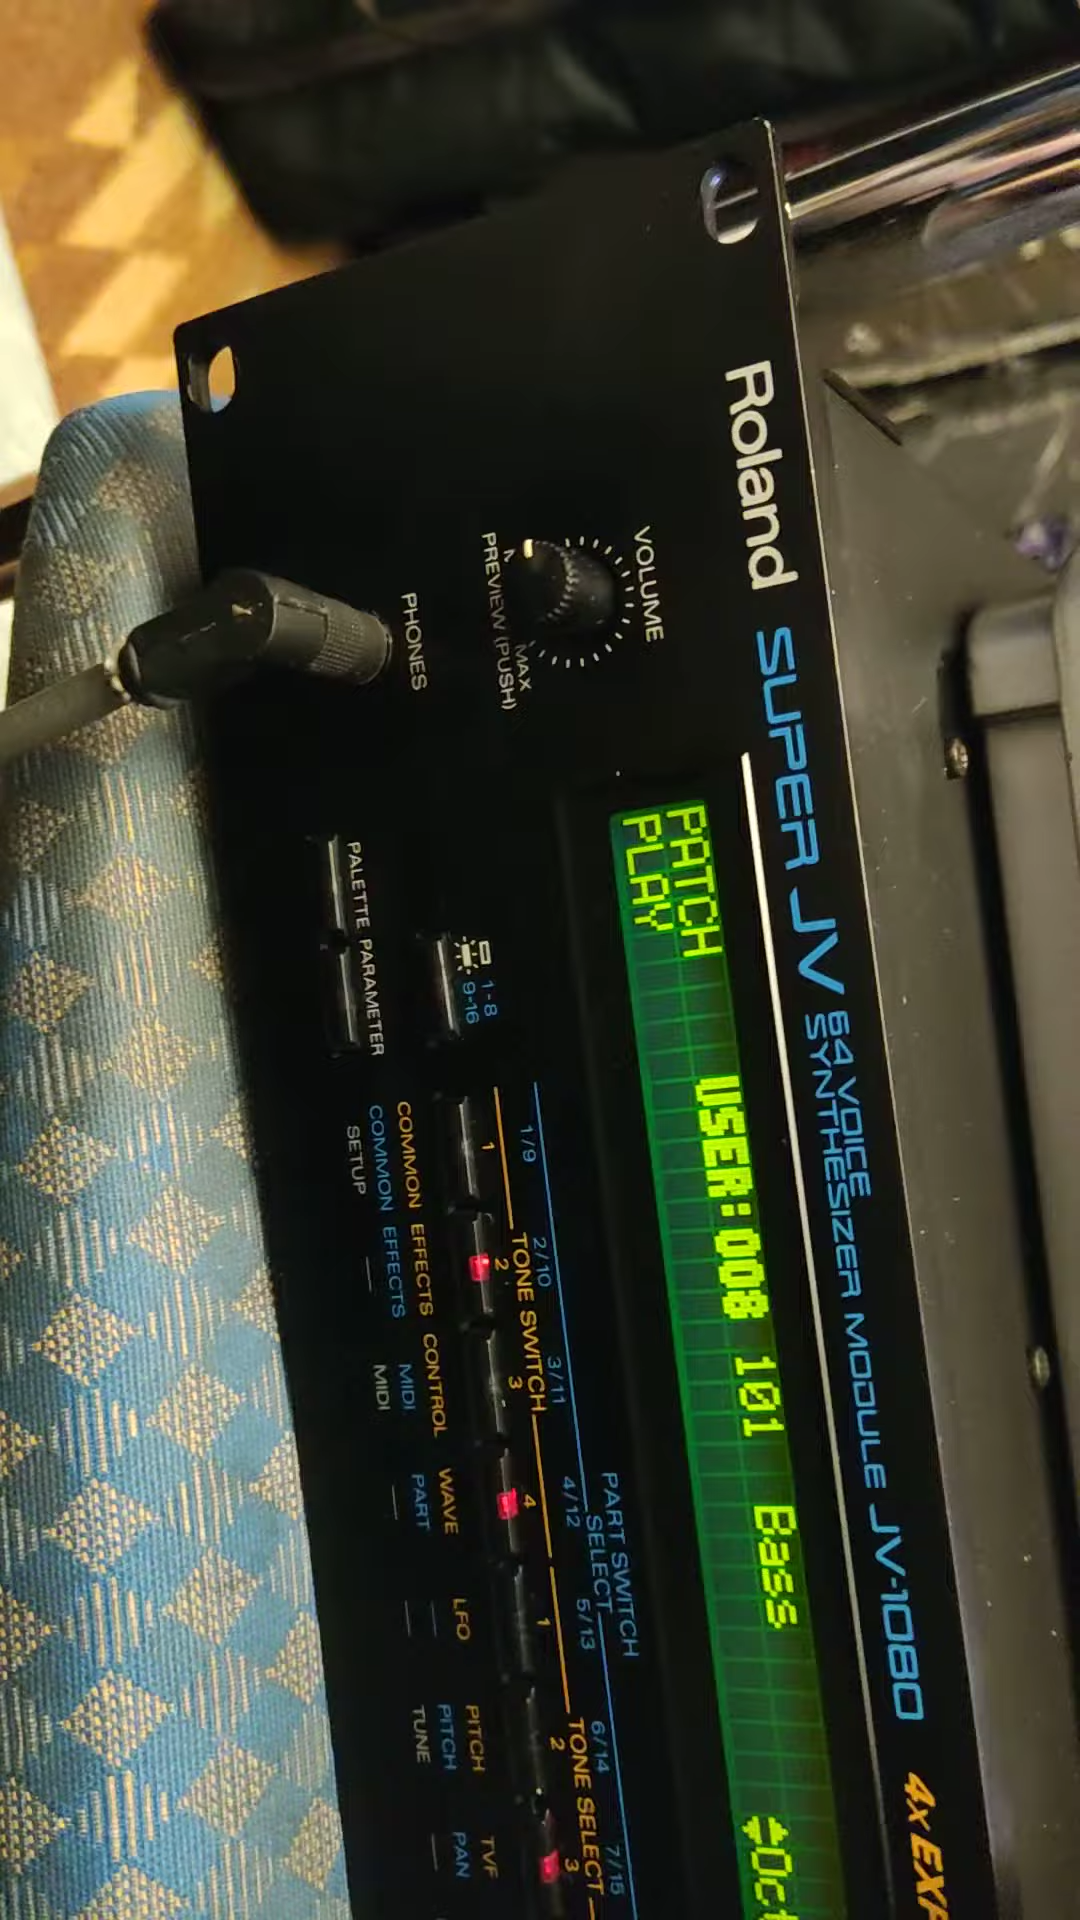 Roland SUPER JV 64 VOICE SYNTHESIZER MODULE JV-1080 4x EXP
VOLUME
MAX
PREVIEW (PUSH)
PHONES
PATCH USER:008 101 Bass ♦Oct
PLAY
PART SWITCH
SELECT
1/9 2/10 3/11 4/12 5/13 6/14 7/15
TONE SWITCH TONE SELECT
1 2 3 4 1 2 3
1-8
9-16
PALETTE PARAMETER
COMMON EFFECTS CONTROL WAVE LFO PITCH TVF
COMMON EFFECTS MIDI PART — PITCH PAN
SETUP — MIDI — — TUNE —